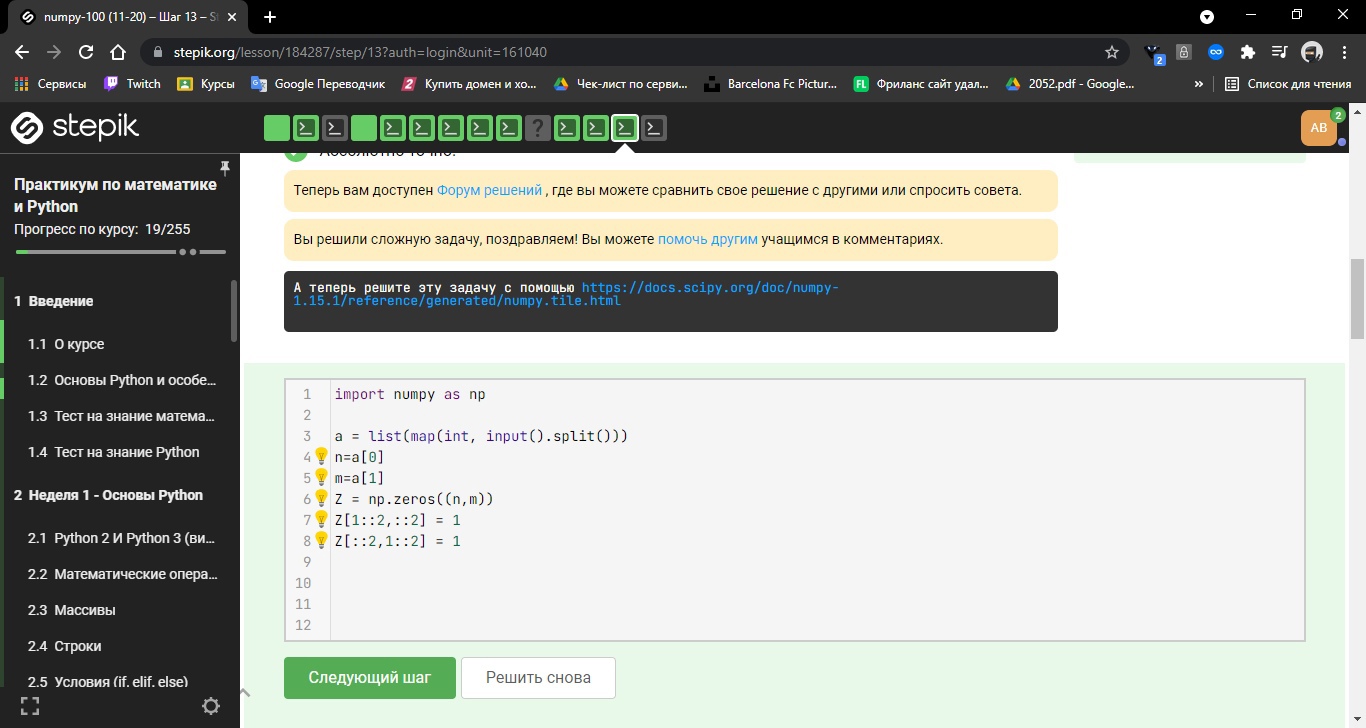 numpy-100 (11-20) – Шаг 13 – S
stepik.org/lesson/184287/step/13?auth=login&unit=161040
2
Сервисы
Twitch
Курсы
Google Переводчик
Купить домен и хо...
Чек-лист по серви...
Barcelona Fc Pictur...
FL
Фриланс сайт удал...
2052.pdf - Google...
»
Список для чтения
stepik
?
AB
2
Практикум по математике
и Python
Прогресс по курсу: 19/255
1 Введение
1.1 О курсе
1.2 Основы Python и особе...
1.3 Тест на знание матема...
1.4 Тест на знание Python
2 Неделя 1 - Основы Python
2.1 Python 2 И Python 3 (ви...
2.2 Математические опера...
2.3 Массивы
2.4 Строки
2.5 Условия (if, elif, else)
Абсолютно точно.
Теперь вам доступен Форум решений , где вы можете сравнить свое решение с другими или спросить совета.
Вы решили сложную задачу, поздравляем! Вы можете помочь другим учащимся в комментариях.
А теперь решите эту задачу с помощью https://docs.scipy.org/doc/numpy-
1.15.1/reference/generated/numpy.tile.html
1 import numpy as np
2
3 a = list(map(int, input().split()))
4 n=a[0]
5 m=a[1]
6 Z = np.zeros((n,m))
7 Z[1::2,::2] = 1
8 Z[::2,1::2] = 1
9
10
11
12
Следующий шаг
Решить снова